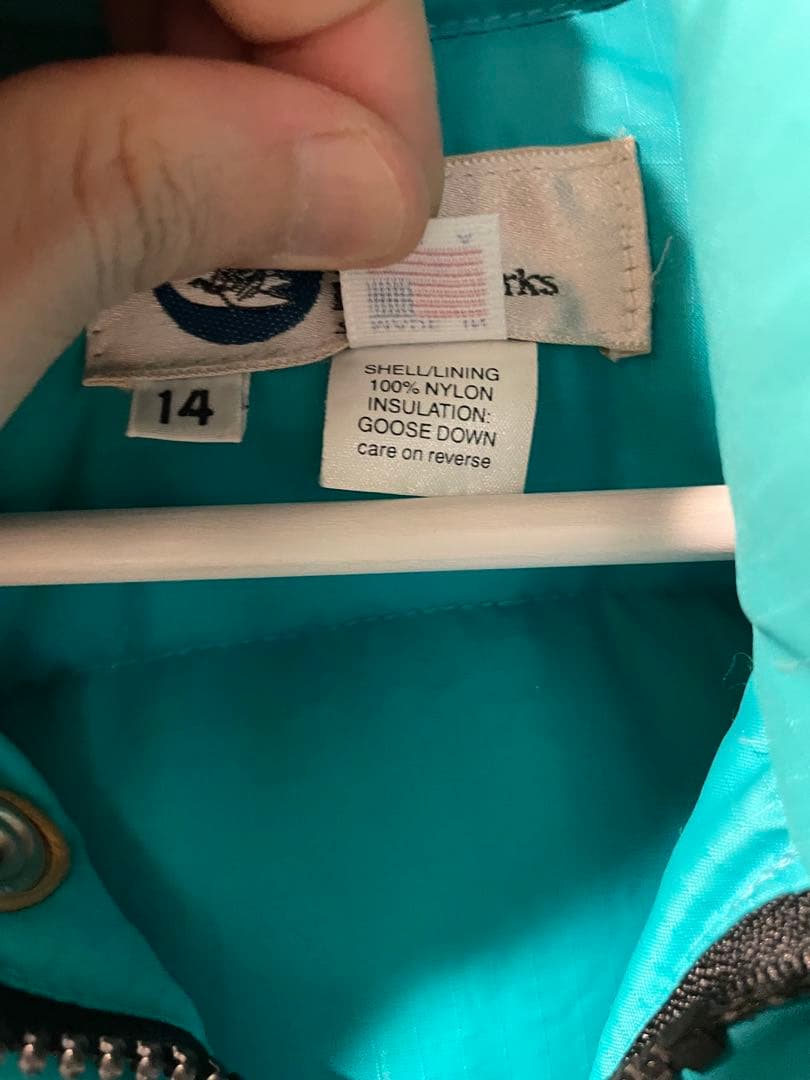 rks
14
SHELL/LINING
100% NYLON
INSULATION:
GOOSE DOWN
care on reverse